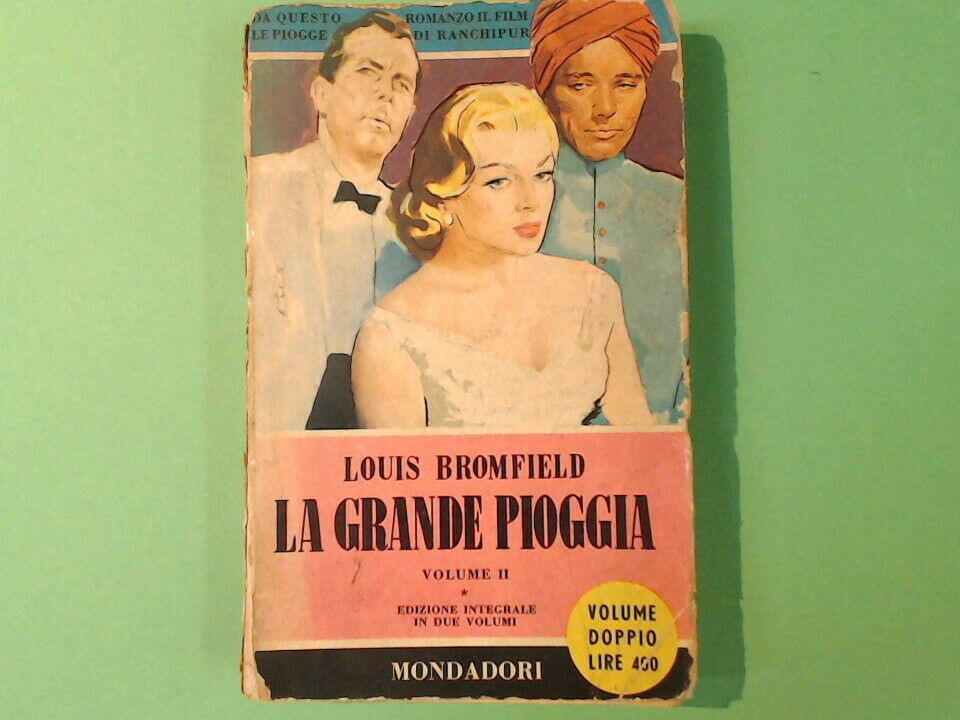 DA QUESTO ROMANZO IL FILM
LE PIOGGE DI RANCHIPUR
LOUIS BROMFIELD
LA GRANDE PIOGGIA
VOLUME II
EDIZIONE INTEGRALE
IN DUE VOLUMI
VOLUME
DOPPIO
LIRE 400
MONDADORI